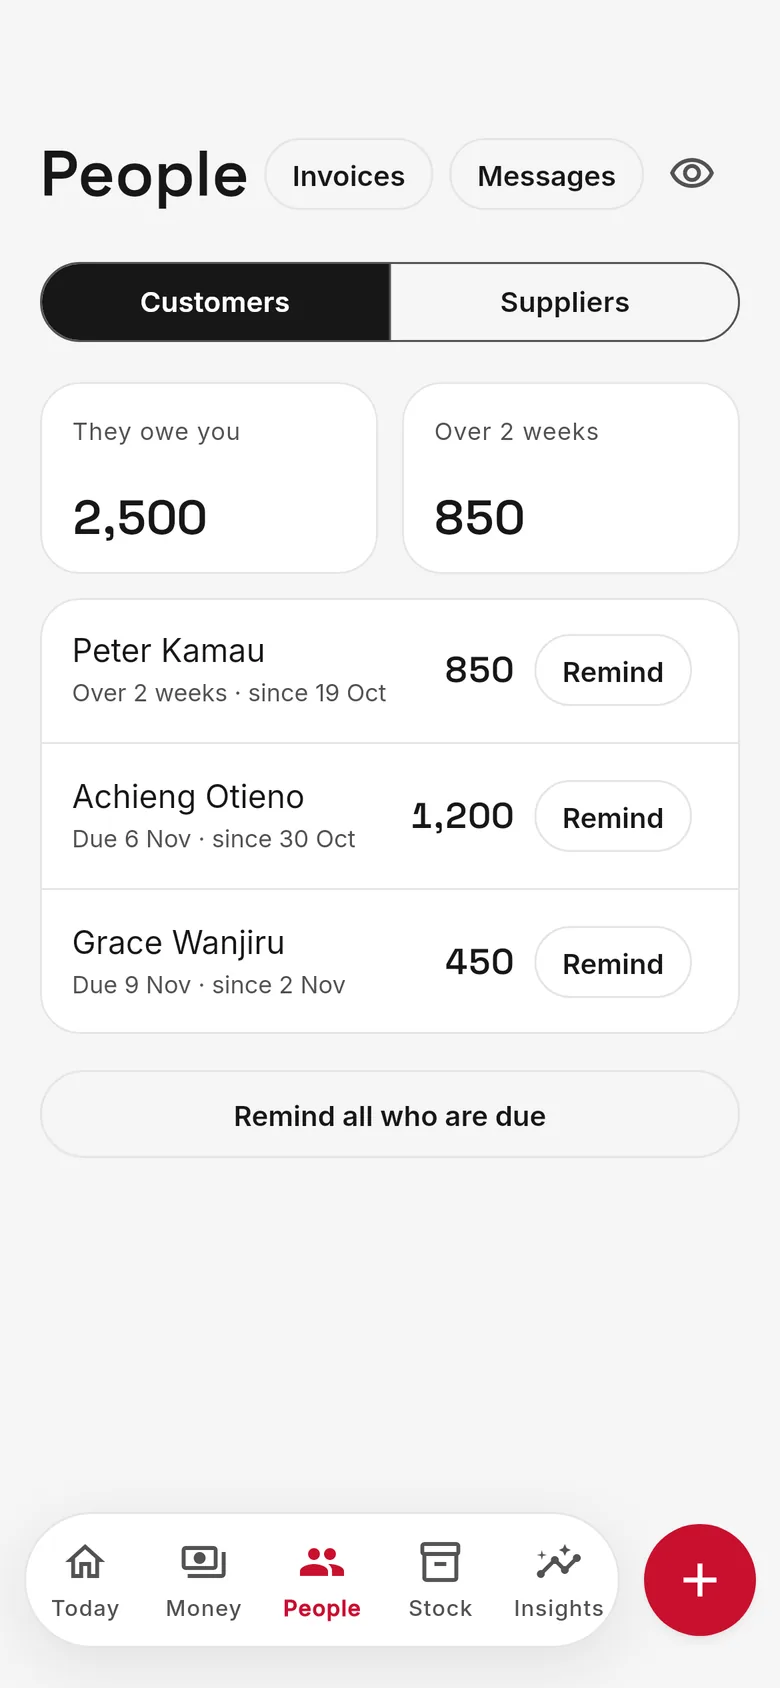 People
Invoices
Messages
Customers
Suppliers
They owe you
2,500
Over 2 weeks
850
Peter Kamau
Over 2 weeks · since 19 Oct
850
Remind
Achieng Otieno
Due 6 Nov · since 30 Oct
1,200
Remind
Grace Wanjiru
Due 9 Nov · since 2 Nov
450
Remind
Remind all who are due
Today
Money
People
Stock
Insights